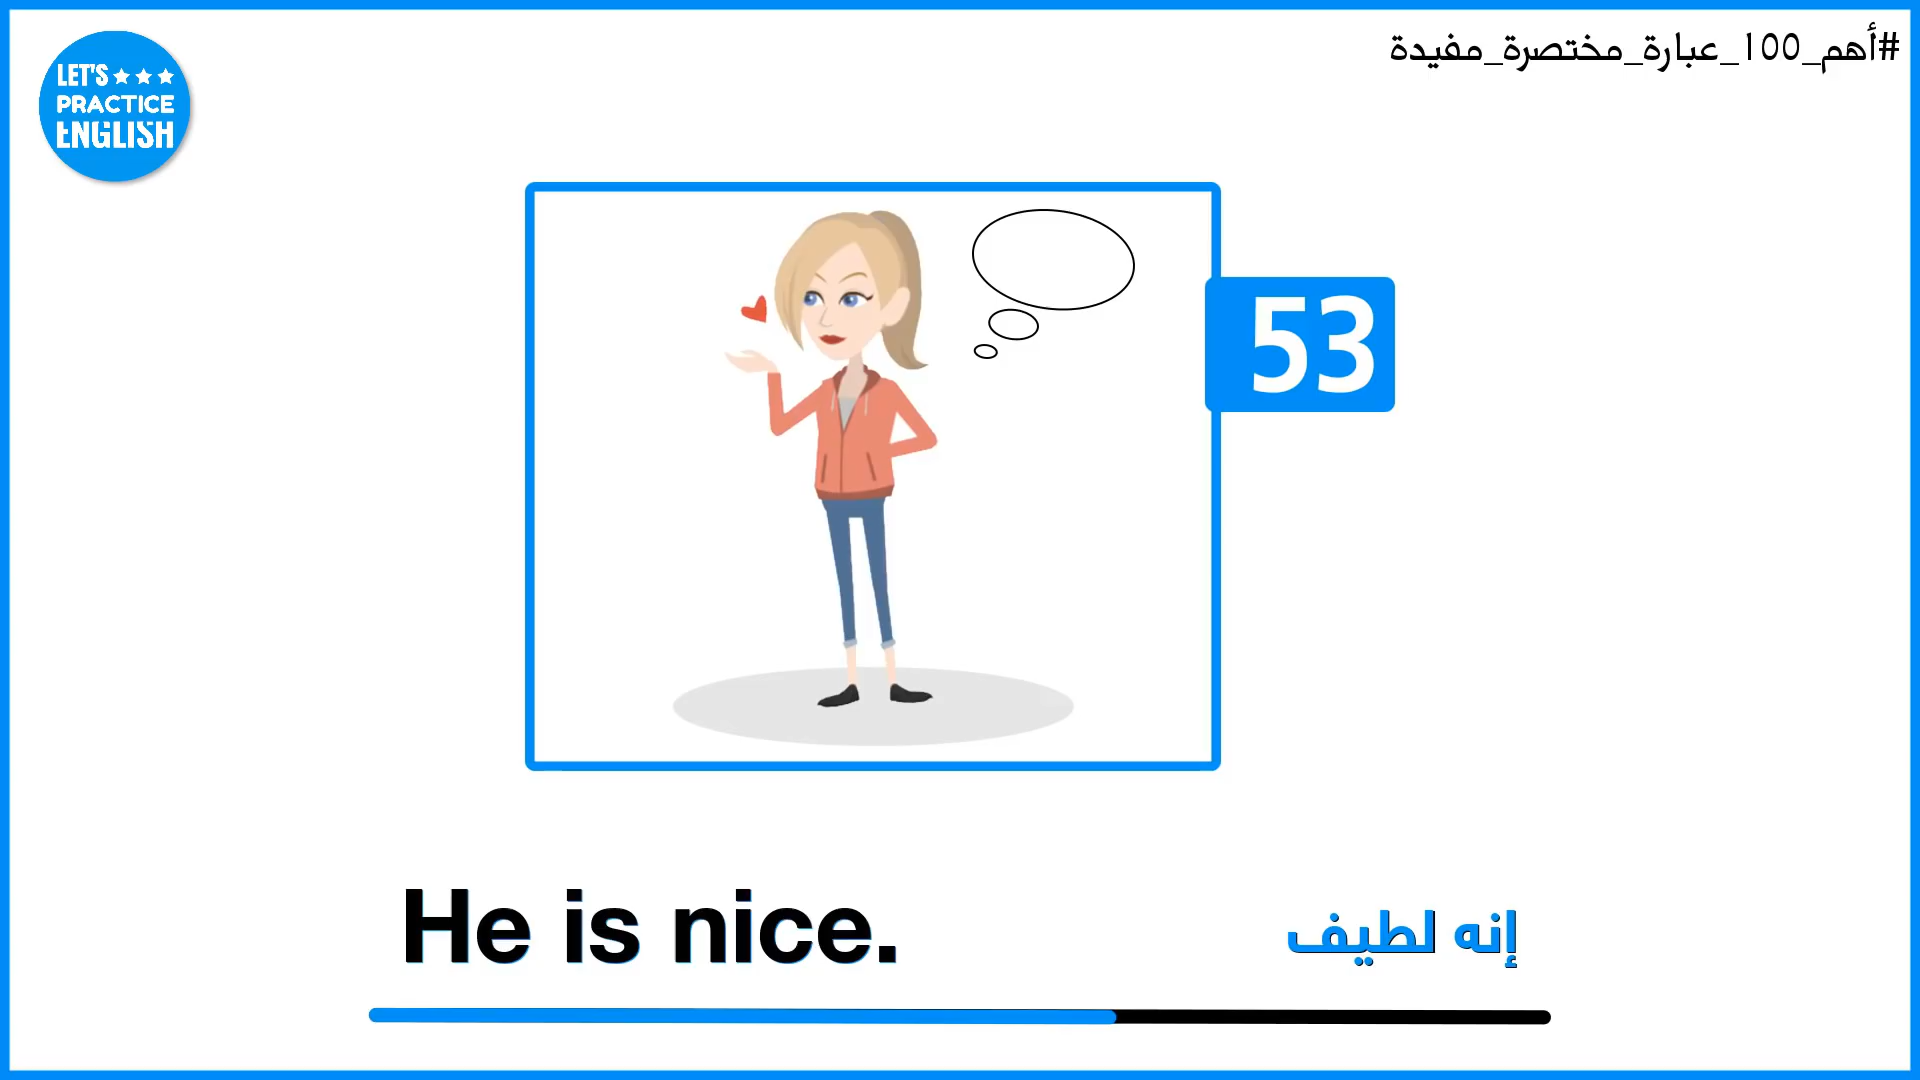 #أهم_100_عبارة_مختصرة_مفيدة
LET'S
PRACTICE
ENGLISH
53
He is nice.
إنه لطيف